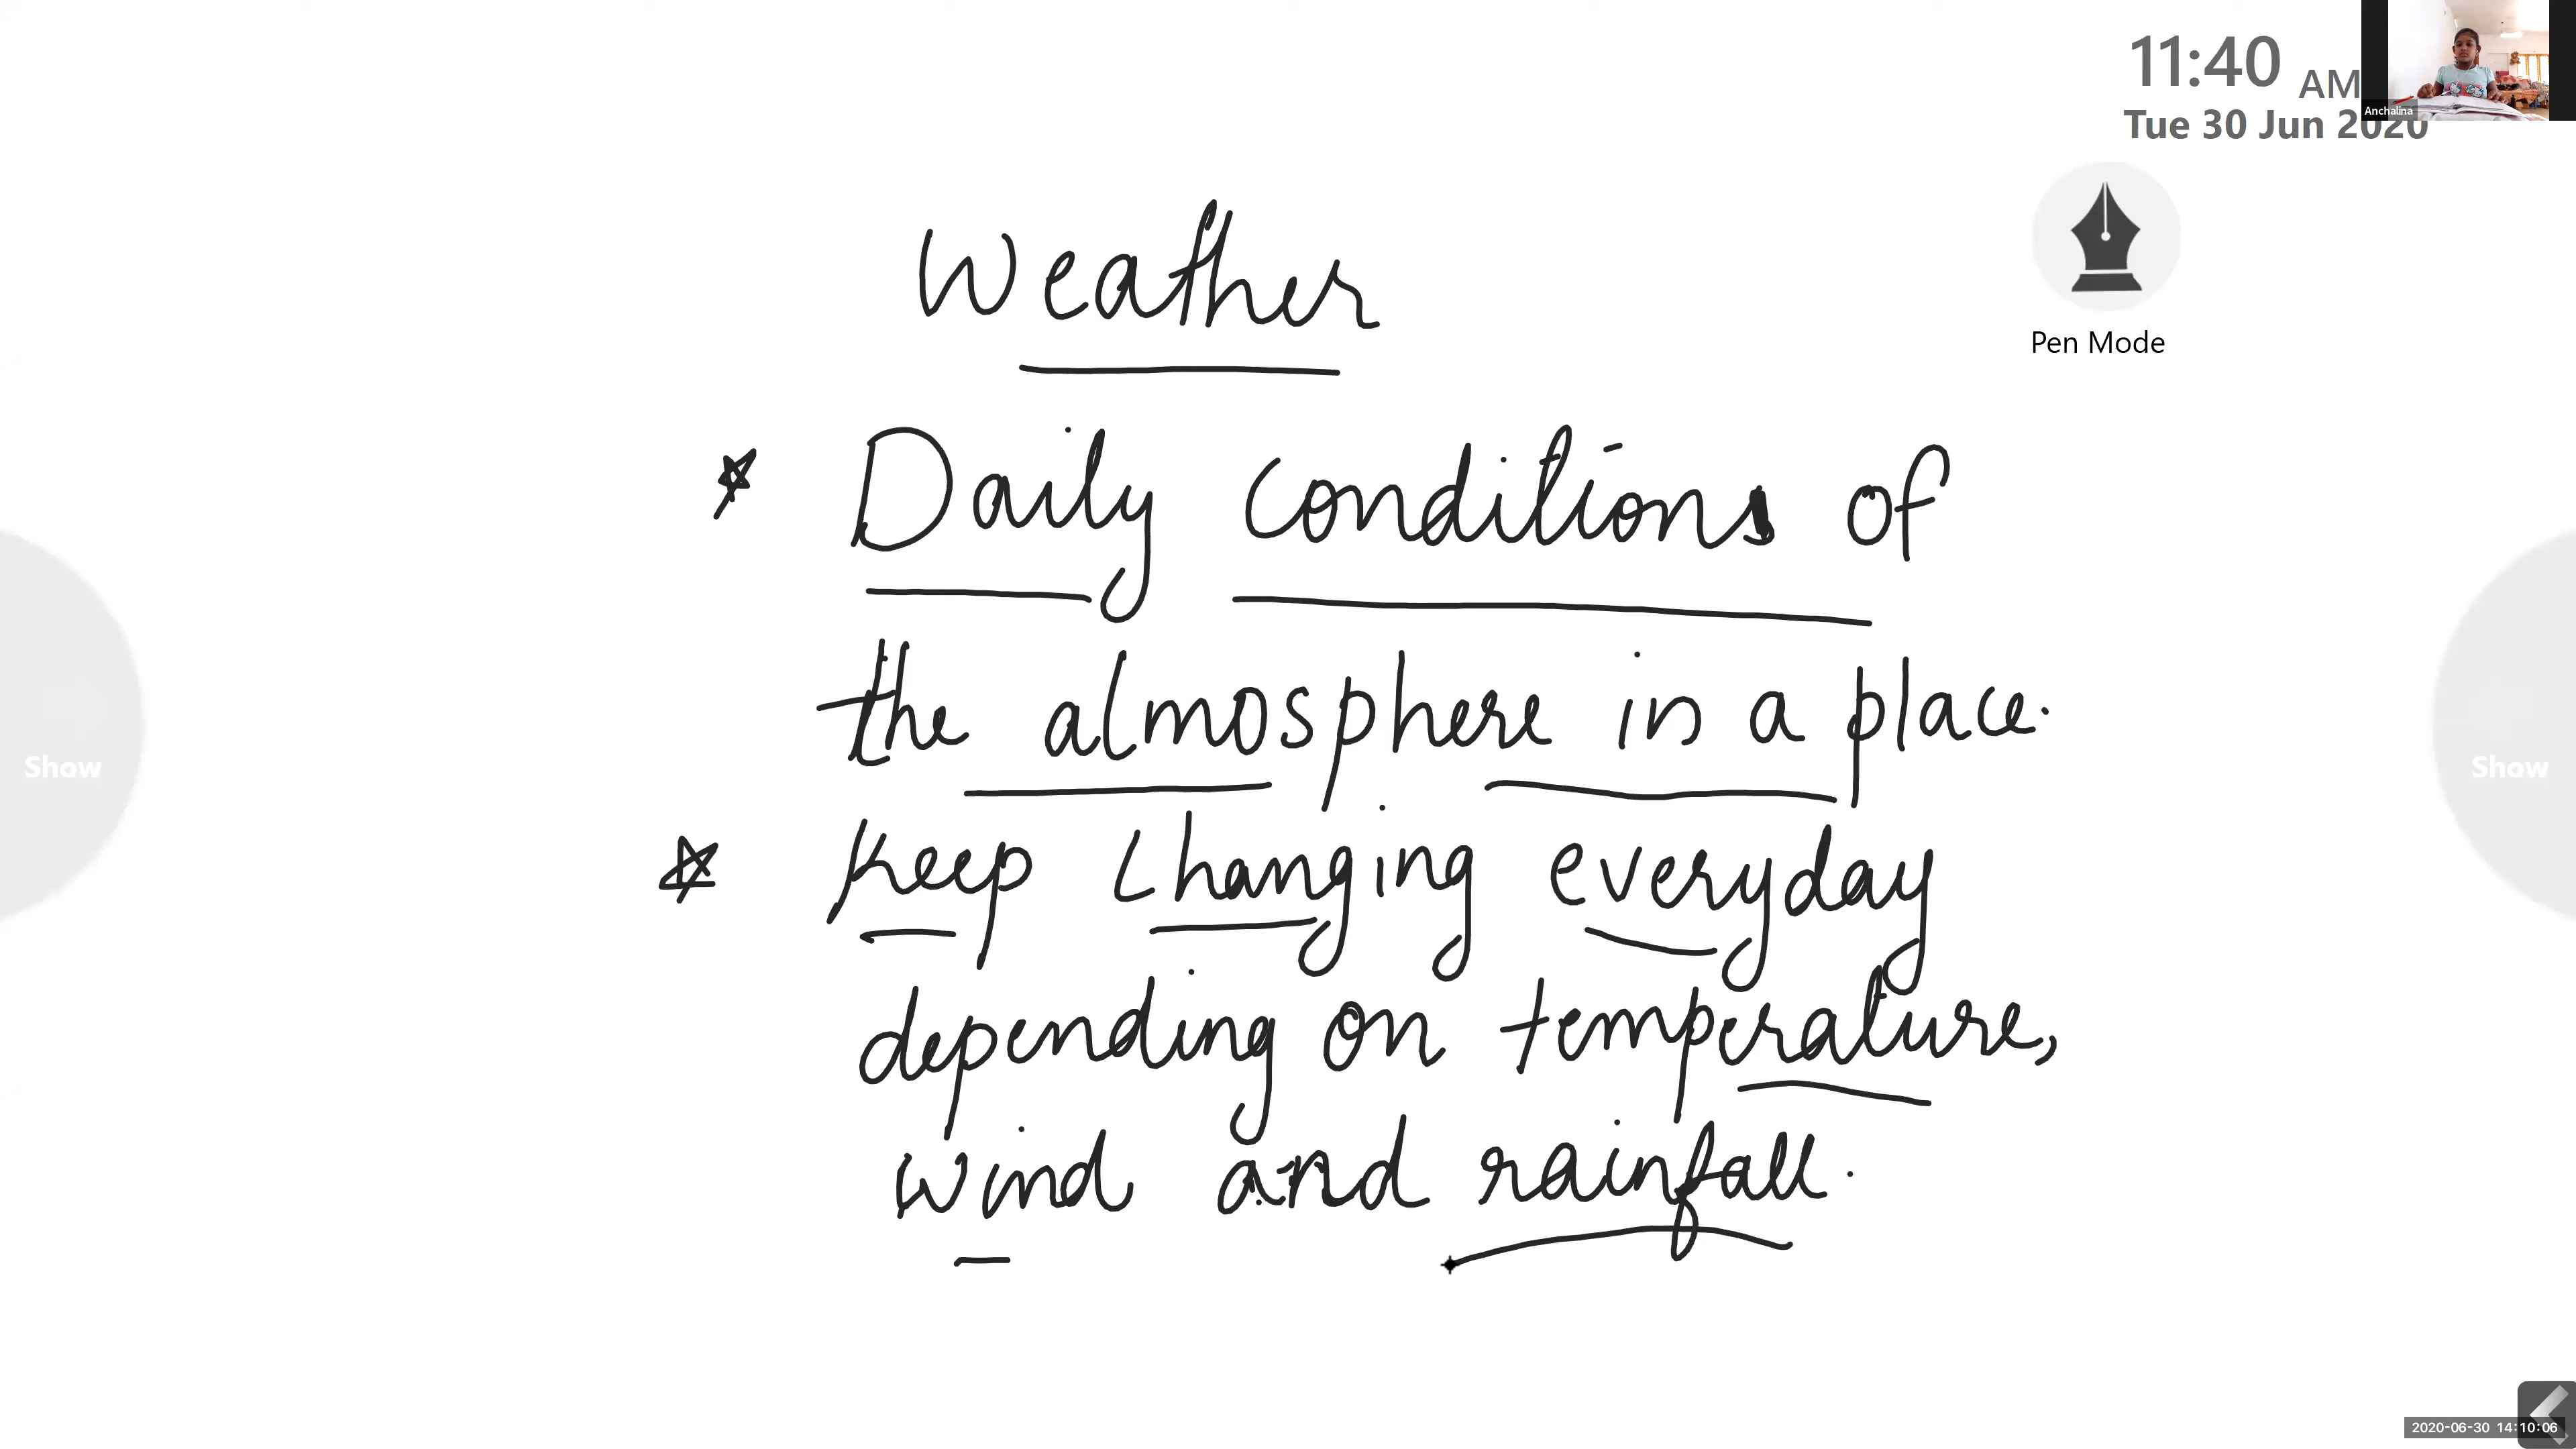 11:40 AM
Anchalina
Tue 30 Jun 2020
Pen Mode
Weather
Daily conditions of
the atmosphere in a place.
Keep changing everyday
depending on temperature,
wind and rainfall.
Show
Show
2020-06-30 14:10:06